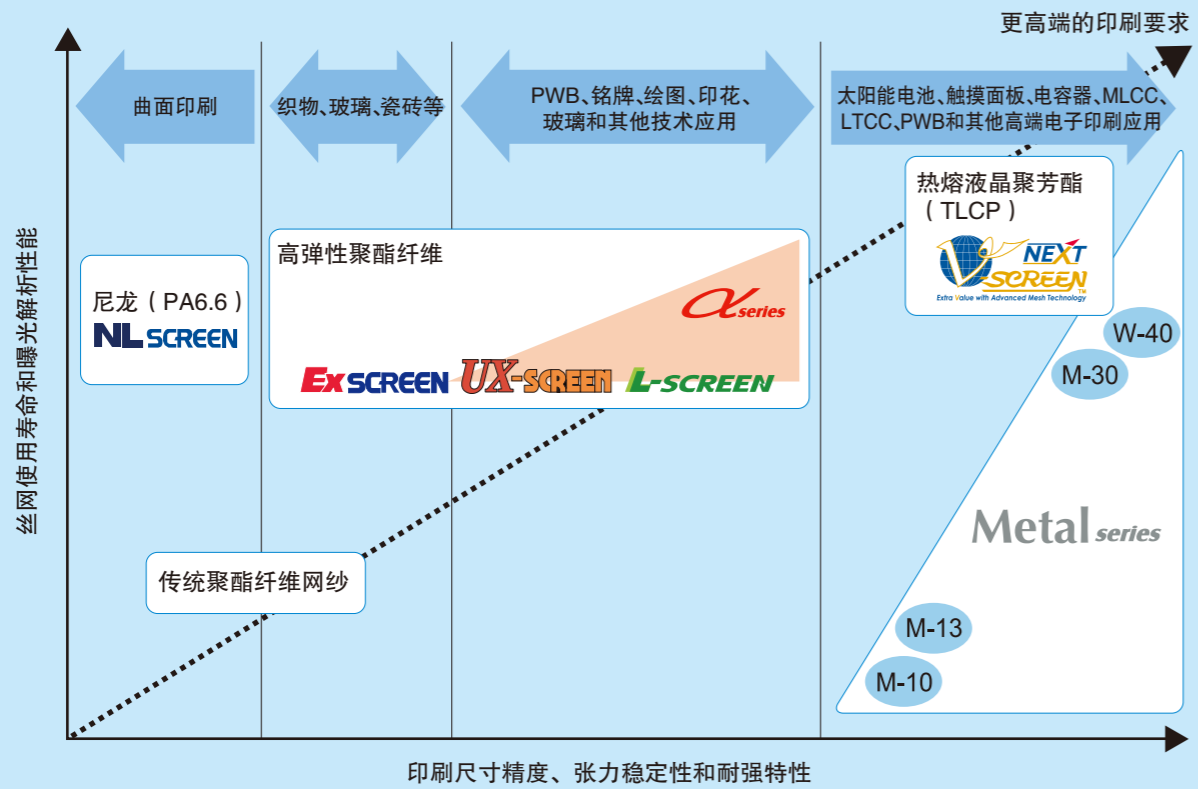 更高端的印刷要求
曲面印刷
织物、玻璃、瓷砖等
PWB、铭牌、绘图、印花、
玻璃和其他技术应用
太阳能电池、触摸面板、电容器、MLCC、
LTCC、PWB和其他高端电子印刷应用
丝网使用寿命和曝光解析性能
尼龙（PA6.6）
NL SCREEN
高弹性聚酯纤维
α series
EX SCREEN
UX-SCREEN
L-SCREEN
热熔液晶聚芳酯
（TLCP）
V NEXT
SCREEN TM
Extra Value with Advanced Mesh Technology
W-40
M-30
Metal series
传统聚酯纤维网纱
M-13
M-10
印刷尺寸精度、张力稳定性和耐强特性